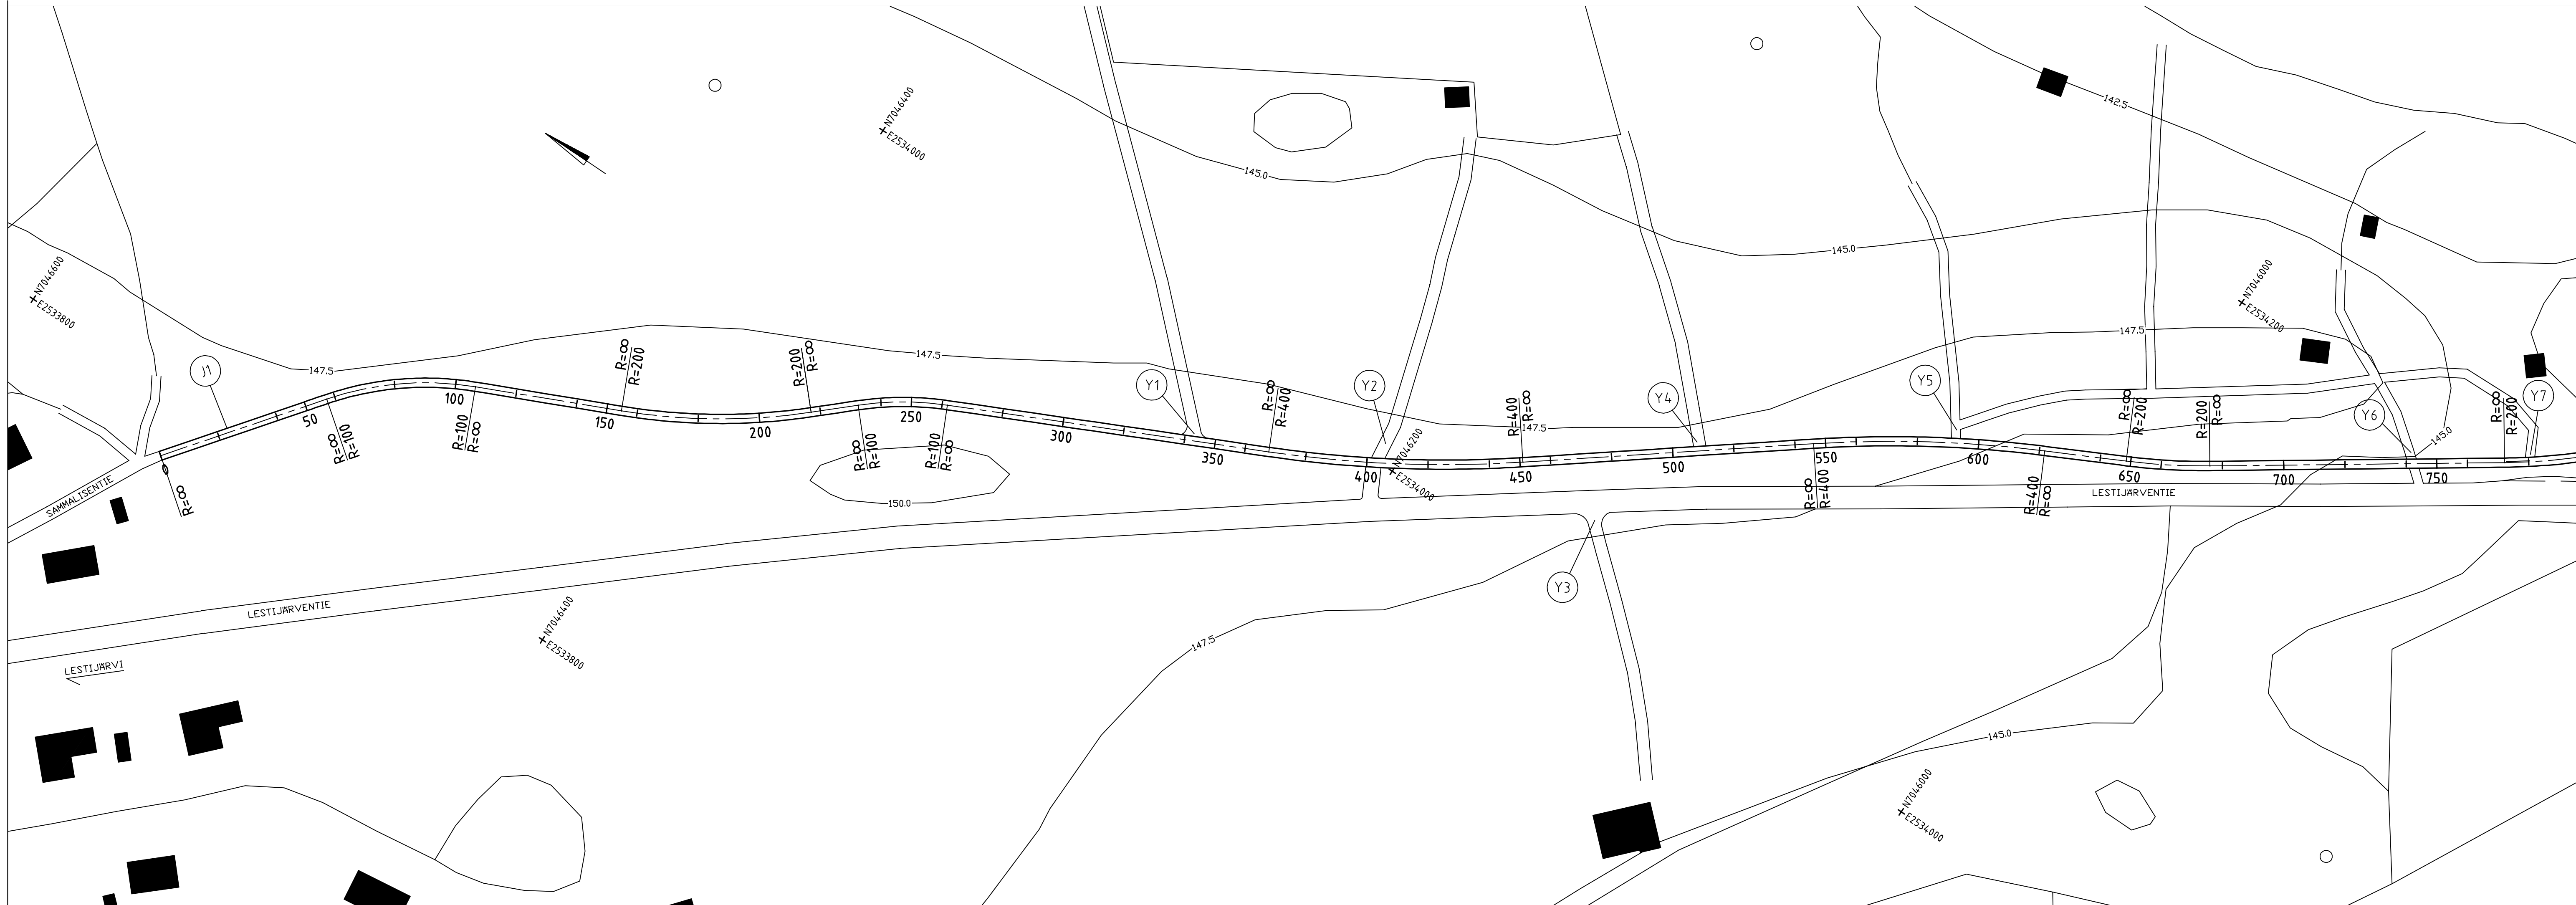 N7046400
E2534000
142.5
145.0
145.0
N7046600
E2533800
N7046000
E2534200
147.5
147.5
147.5
J1
Y1
Y2
Y4
Y5
Y6
Y7
R=∞
R=200
R=200
R=∞
R=∞
R=400
R=400
R=∞
147.5
R=∞
R=200
R=200
R=∞
R=∞
R=200
145.0
0
50
100
150
200
250
300
350
400
450
500
550
600
650
700
750
R=∞
R=∞
R=100
R=100
R=∞
R=∞
R=100
R=100
R=∞
N7046200
E2534000
R=∞
R=400
R=400
R=∞
150.0
SAMMALISENTIE
LESTIJÄRVENTIE
Y3
LESTIJÄRVENTIE
N7046400
E2533800
147.5
LESTIJÄRVI
145.0
N7046000
E2534000